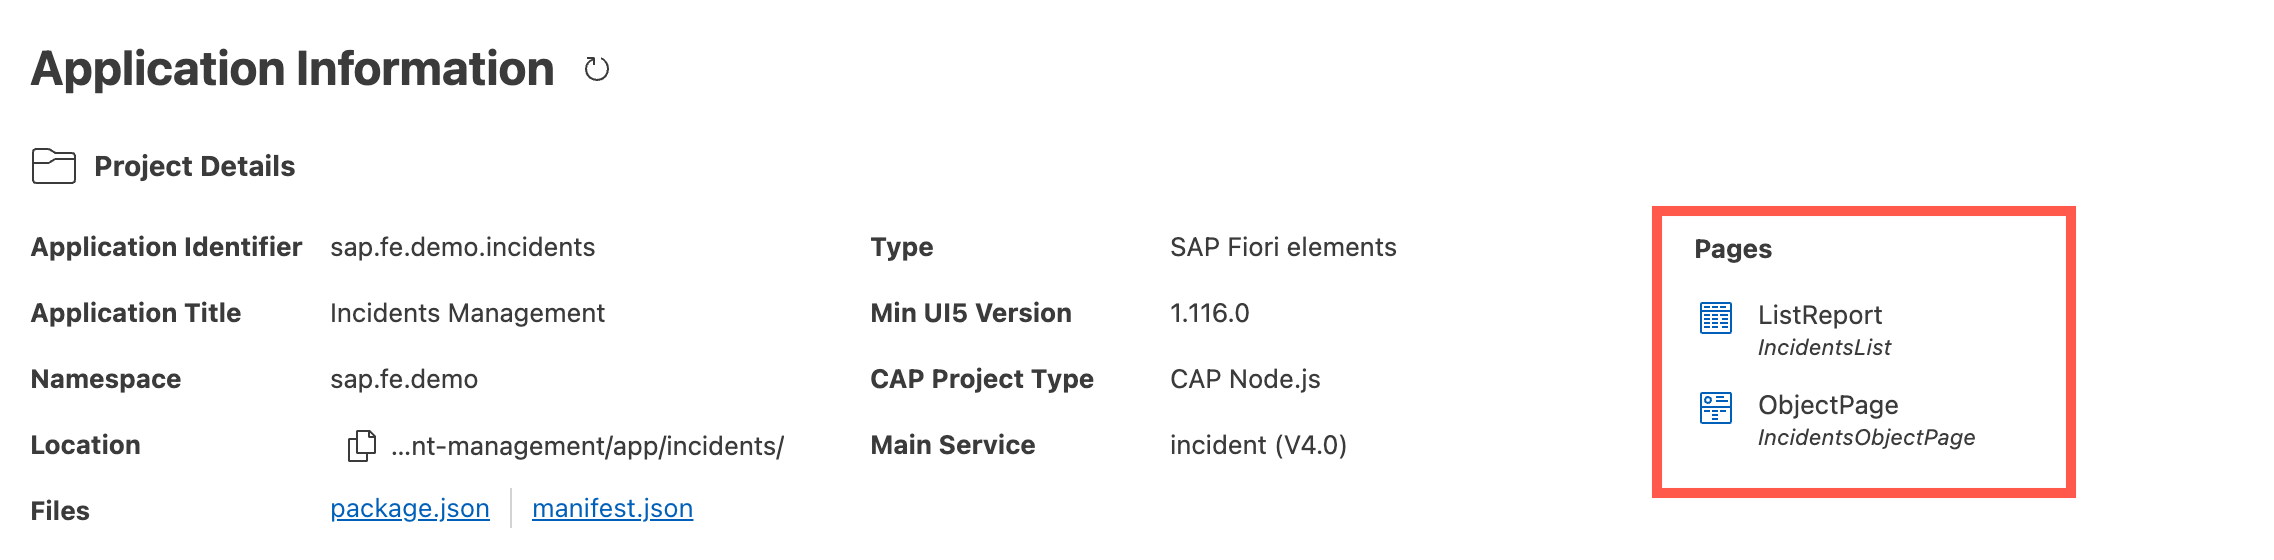 Application Information
Project Details
Application Identifier sap.fe.demo.incidents
Application Title Incidents Management
Namespace sap.fe.demo
Location ...nt-management/app/incidents/
Files package.json manifest.json
Type SAP Fiori elements
Min UI5 Version 1.116.0
CAP Project Type CAP Node.js
Main Service incident (V4.0)
Pages
ListReport
IncidentsList
ObjectPage
IncidentsObjectPage